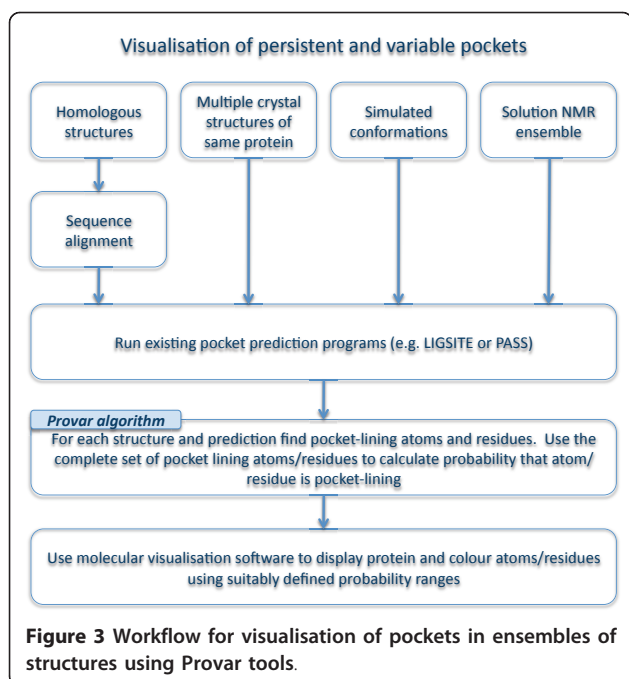 Visualisation of persistent and variable pockets
Homologous
structures
Multiple crystal
structures of
same protein
Simulated
conformations
Solution NMR
ensemble
Sequence
alignment
Run existing pocket prediction programs (e.g. LIGSITE or PASS)
Provar algorithm
For each structure and prediction find pocket-lining atoms and residues. Use the
complete set of pocket lining atoms/residues to calculate probability that atom/
residue is pocket-lining
Use molecular visualisation software to display protein and colour atoms/residues
using suitably defined probability ranges
Figure 3 Workflow for visualisation of pockets in ensembles of
structures using Provar tools.